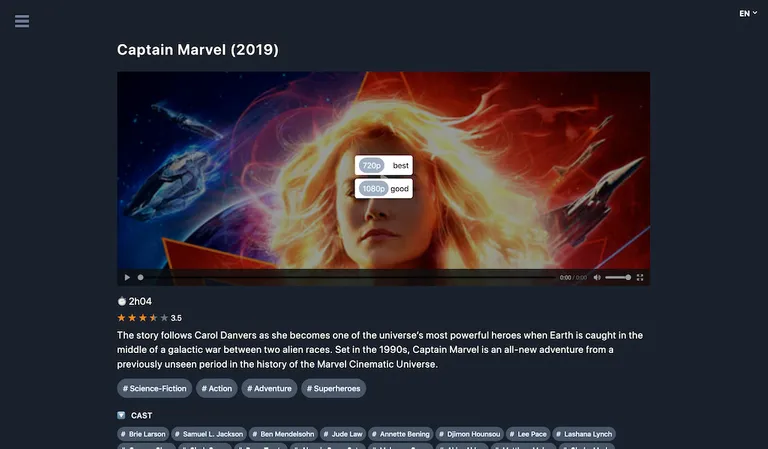 EN
Captain Marvel (2019)
720p best
1080p good
0:00 / 0:00
2h04
3.5
The story follows Carol Danvers as she becomes one of the universe's most powerful heroes when Earth is caught in the
middle of a galactic war between two alien races. Set in the 1990s, Captain Marvel is an all-new adventure from a
previously unseen period in the history of the Marvel Cinematic Universe.
# Science-Fiction # Action # Adventure # Superheroes
CAST
# Brie Larson # Samuel L. Jackson # Ben Mendelsohn # Jude Law # Annette Bening # Djimon Hounsou # Lee Pace # Lashana Lynch